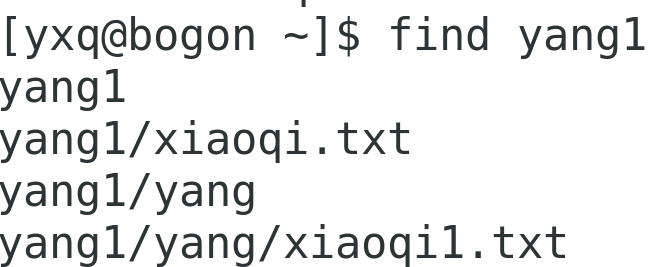 [yxq@bogon ~]$ find yang1
yang1
yang1/xiaoqi.txt
yang1/yang
yang1/yang/xiaoqi1.txt